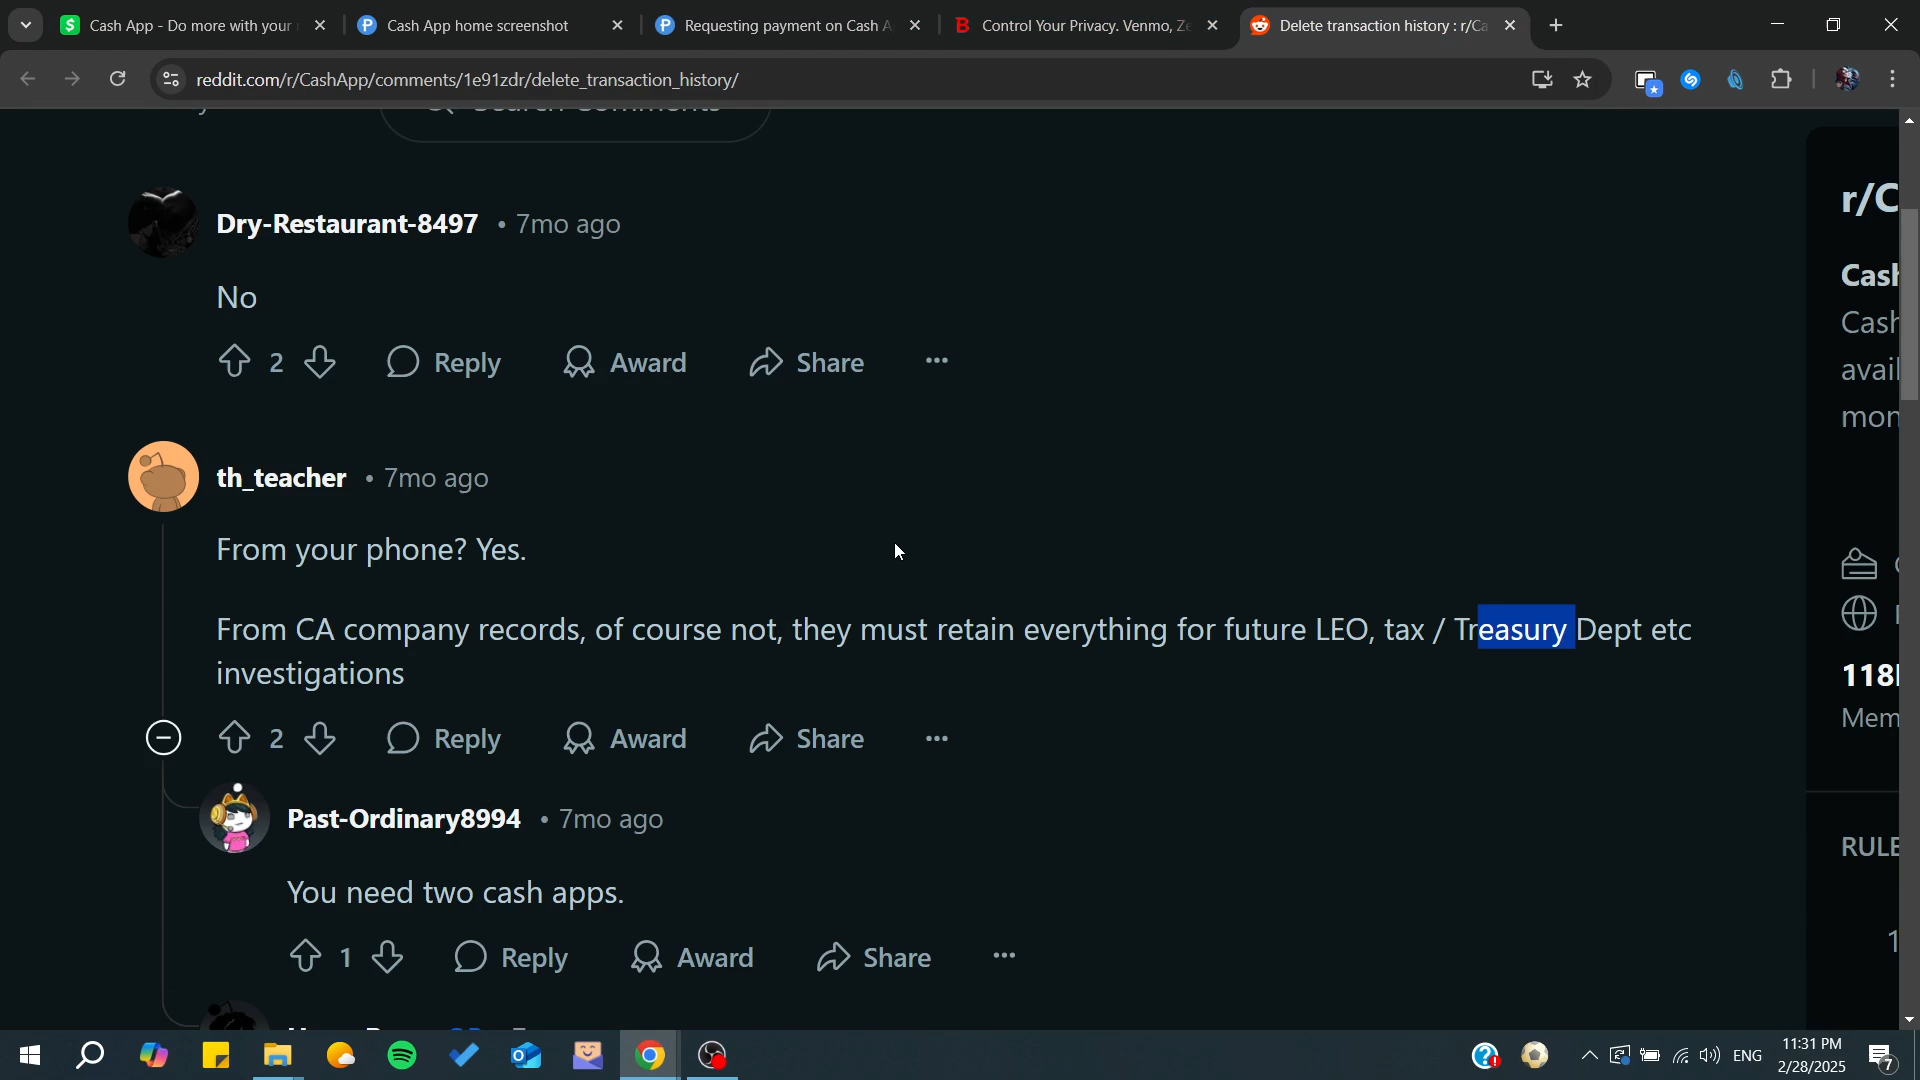 Cash App - Do more with your
Cash App home screenshot
Requesting payment on Cash A
Control Your Privacy. Venmo, Ze
Delete transaction history : r/Ca
reddit.com/r/CashApp/comments/1e91zdr/delete_transaction_history/
Dry-Restaurant-8497 • 7mo ago
No
2 Reply Award Share
th_teacher • 7mo ago
From your phone? Yes.
From CA company records, of course not, they must retain everything for future LEO, tax / Treasury Dept etc
investigations
2 Reply Award Share
Past-Ordinary8994 • 7mo ago
You need two cash apps.
1 Reply Award Share
r/C
Cash
Cash
avail
mon
118
Mem
RULE
1
ENG
11:31 PM
2/28/2025
7